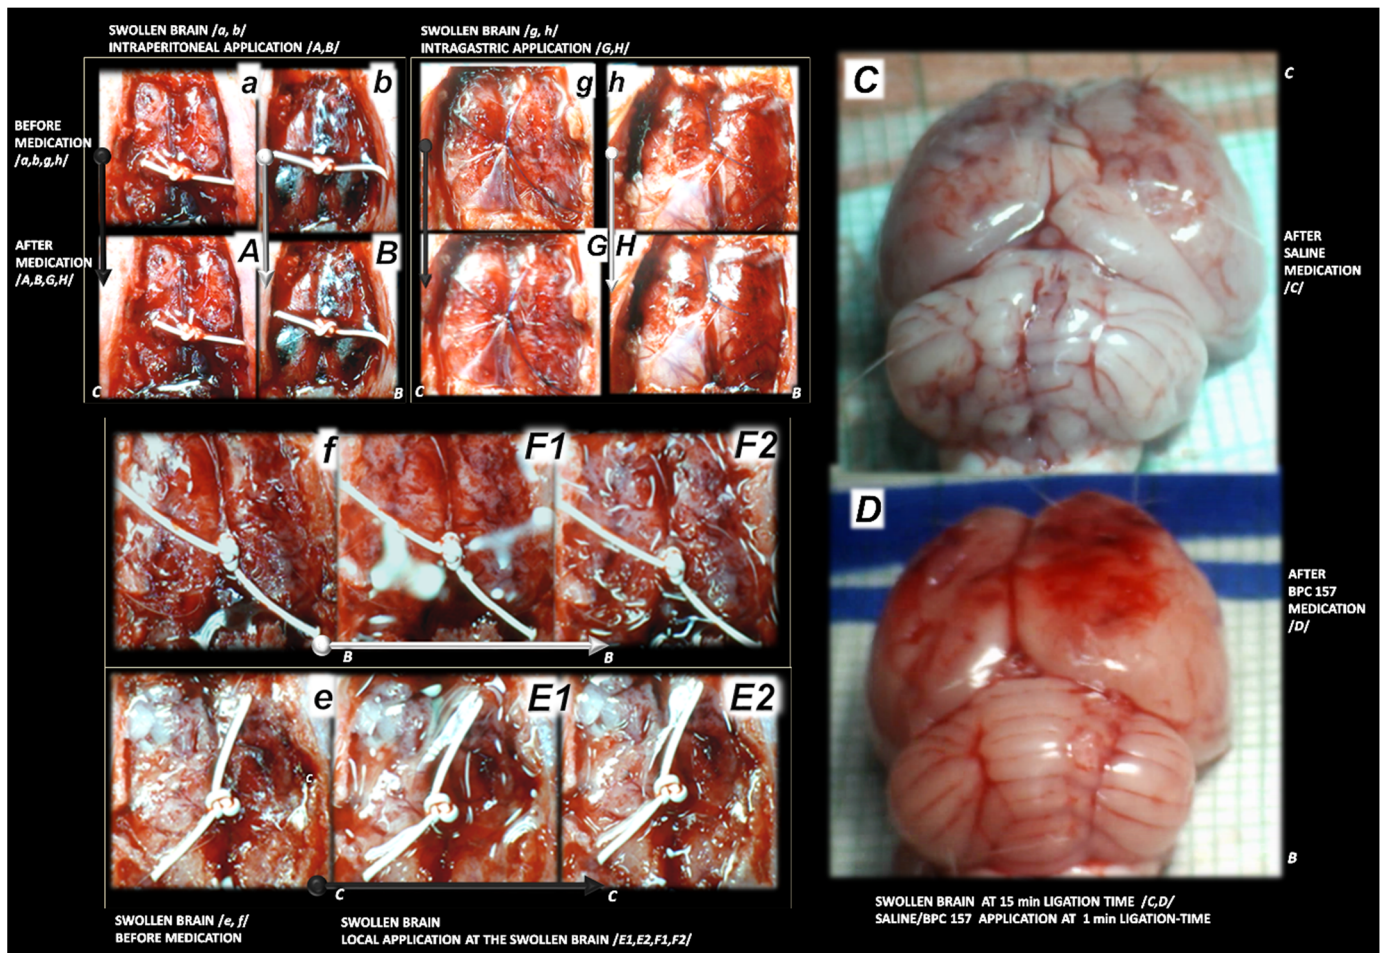 SWOLLEN BRAIN /a, b/
INTRAPERITONEAL APPLICATION /A,B/
SWOLLEN BRAIN /g, h/
INTRAGASTRIC APPLICATION /G,H/
a
b
g
h
BEFORE
MEDICATION
/a,b,g,h/
AFTER
MEDICATION
/A,B,G,H/
A
B
G
H
C
B
C
B
C
C
AFTER
SALINE
MEDICATION
/C/
f
F1
F2
B
B
D
AFTER
BPC 157
MEDICATION
/D/
B
e
E1
E2
C
C
C
SWOLLEN BRAIN /e, f/
BEFORE MEDICATION
SWOLLEN BRAIN
LOCAL APPLICATION AT THE SWOLLEN BRAIN /E1,E2,F1,F2/
SWOLLEN BRAIN AT 15 min LIGATION TIME /C,D/
SALINE/BPC 157 APPLICATION AT 1 min LIGATION-TIME